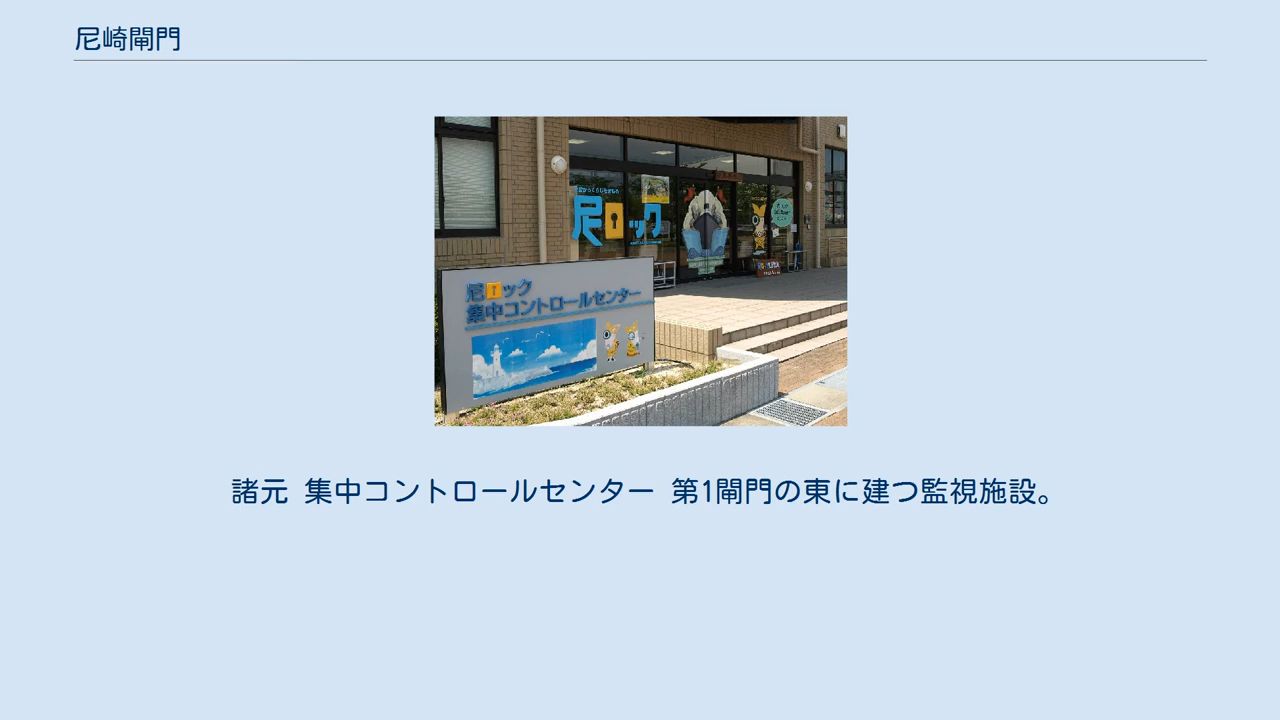 尼崎閘門
尼ロック
尼ロック
集中コントロールセンター
諸元 集中コントロールセンター 第1閘門の東に建つ監視施設。